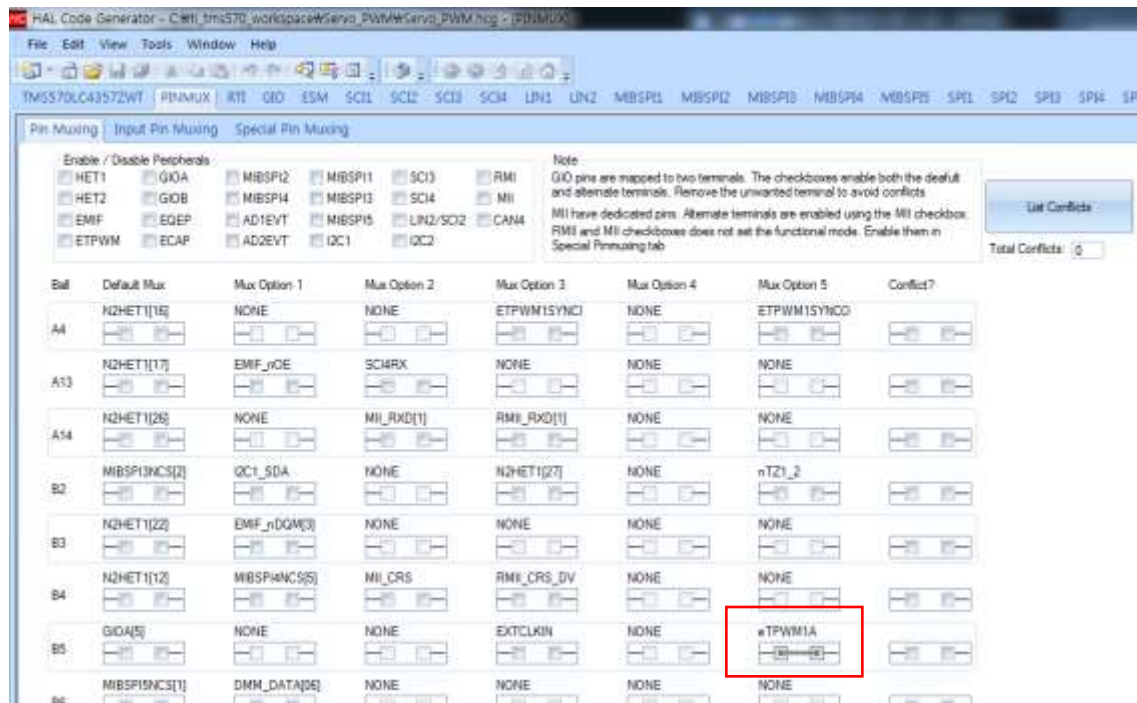 HAL Code Generator - C:₩ti_tms570_workspace₩Servo_PWM₩Servo_PWM.hcg - [PINMUX]
File Edit View Tools Window Help
TMS570LC4357ZWT PINMUX RTI GIO ESM SCI1 SCI2 SCI3 SCI4 LIN1 LIN2 MIBSPI1 MIBSPI2 MIBSPI3 MIBSPI4 MIBSPI5 SPI1 SPI2 SPI3 SPI4
Pin Muxing Input Pin Muxing Special Pin Muxing
Enable / Disable Peripherals
HET1 GIOA MIBSPI2 MIBSPI1 SCI3 RMI
HET2 GIOB MIBSPI4 MIBSPI3 SCI4 MII
EMIF EQEP AD1EVT MIBSPI5 LIN2/SCI2 CAN4
ETPWM ECAP AD2EVT I2C1 I2C2
Note
GIO pins are mapped to two terminals. The checkboxes enable both the deafult
and alternate terminals. Remove the unwanted terminal to avoid conflicts
MII have dedicated pins. Alternate terminals are enabled using the MII checkbox.
RMII and MII checkboxes does not set the functional mode. Enable them in
Special Pinmuxing tab
List Conflicts
Total Conflicts: 0
Ball Default Mux Mux Option 1 Mux Option 2 Mux Option 3 Mux Option 4 Mux Option 5 Conflict?
N2HET1[16] NONE NONE ETPWM1SYNCI NONE ETPWM1SYNCO
A4
N2HET1[17] EMIF_nOE SCI4RX NONE NONE NONE
A13
N2HET1[26] NONE MII_RXD[1] RMII_RXD[1] NONE NONE
A14
MIBSPI3NCS[2] I2C1_SDA NONE N2HET1[27] NONE nTZ1_2
B2
N2HET1[22] EMIF_nDQM[3] NONE NONE NONE NONE
B3
N2HET1[12] MIBSPI4NCS[5] MII_CRS RMII_CRS_DV NONE NONE
B4
GIOA[5] NONE NONE EXTCLKIN NONE eTPWM1A
B5
MIBSPI5NCS[1] DMM_DATA[06] NONE NONE NONE NONE
B6